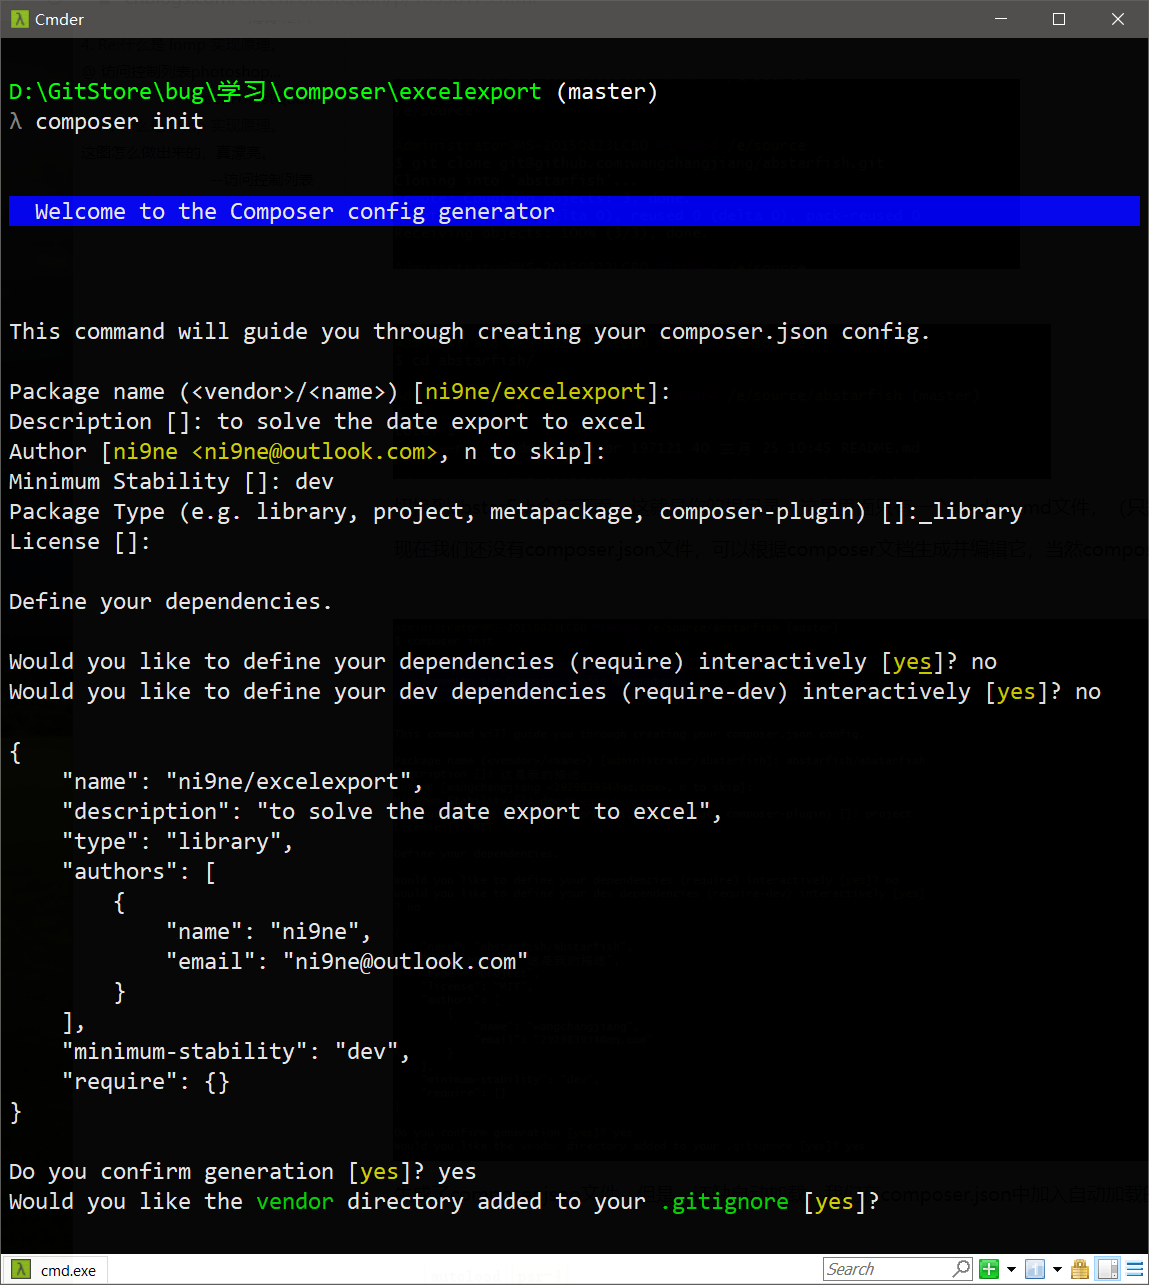 Cmder
D:\GitStore\bug\学习\composer\excelexport (master)
λ composer init
Welcome to the Composer config generator
This command will guide you through creating your composer.json config.
Package name (<vendor>/<name>) [ni9ne/excelexport]:
Description []: to solve the date export to excel
Author [ni9ne <ni9ne@outlook.com>, n to skip]:
Minimum Stability []: dev
Package Type (e.g. library, project, metapackage, composer-plugin) []:_library
License []:
Define your dependencies.
Would you like to define your dependencies (require) interactively [yes]? no
Would you like to define your dev dependencies (require-dev) interactively [yes]? no
{
    "name": "ni9ne/excelexport",
    "description": "to solve the date export to excel",
    "type": "library",
    "authors": [
        {
            "name": "ni9ne",
            "email": "ni9ne@outlook.com"
        }
    ],
    "minimum-stability": "dev",
    "require": {}
}
Do you confirm generation [yes]? yes
Would you like the vendor directory added to your .gitignore [yes]?
cmd.exe
Search